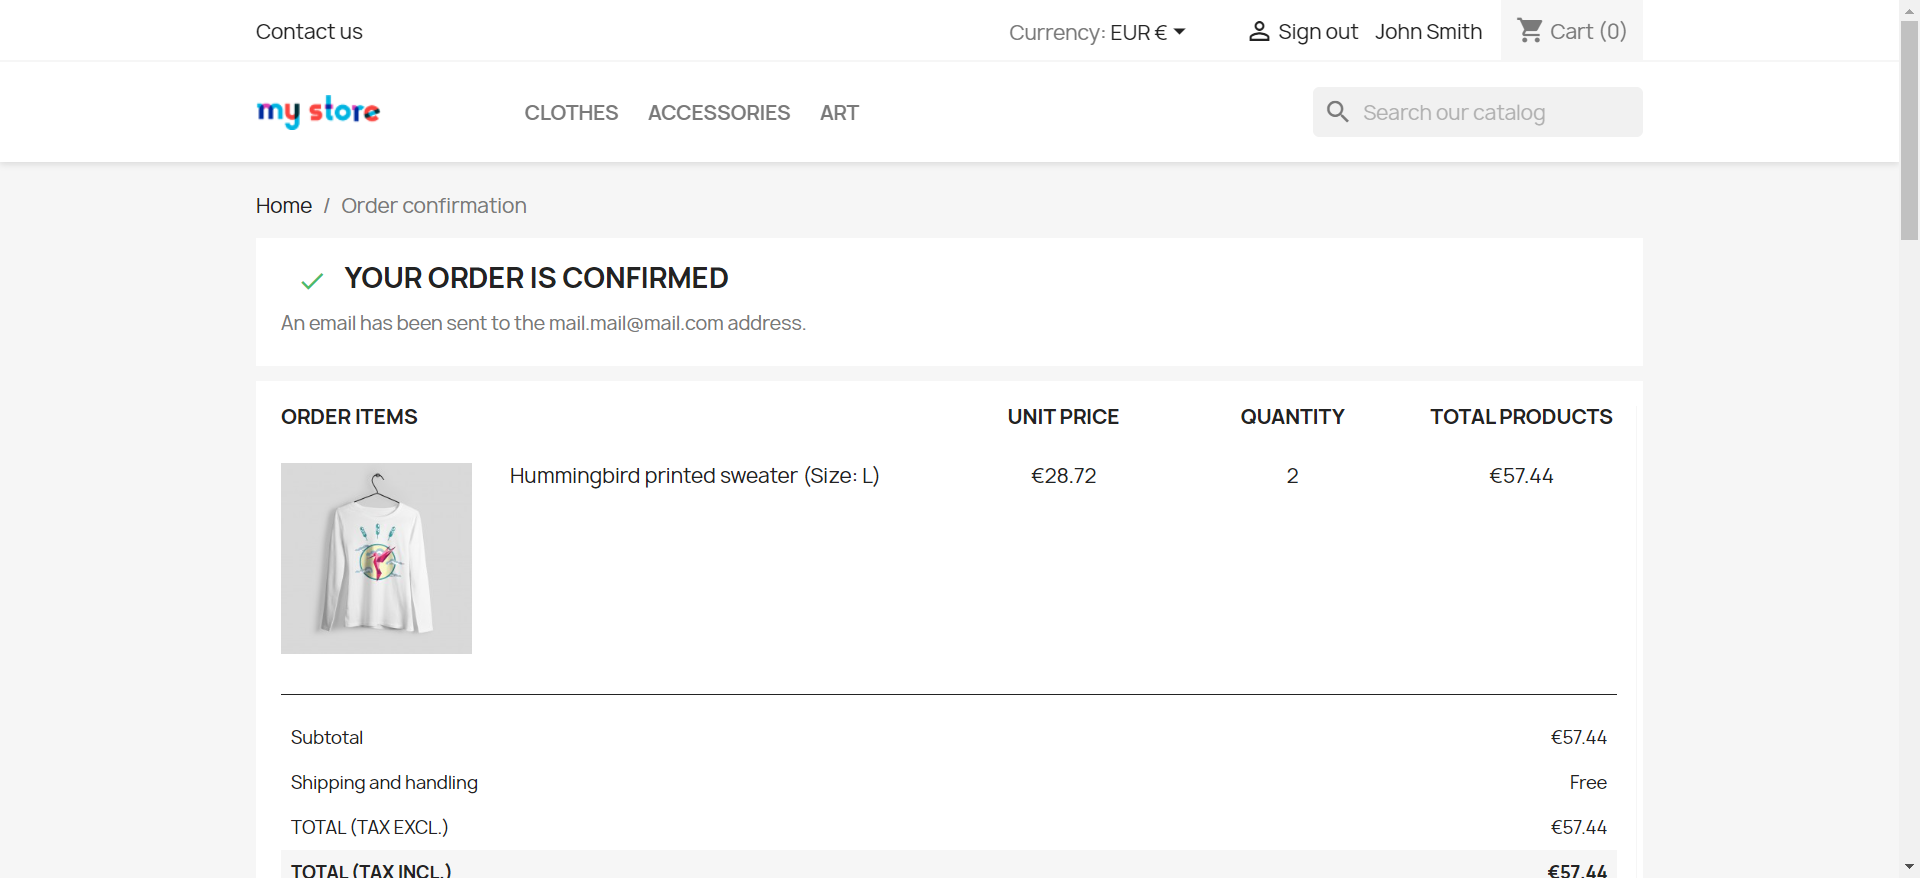 Contact us
Currency: EUR €
Sign out
John Smith
Cart (0)
my store
CLOTHES
ACCESSORIES
ART
Search our catalog
Home / Order confirmation
YOUR ORDER IS CONFIRMED
An email has been sent to the mail.mail@mail.com address.
ORDER ITEMS UNIT PRICE QUANTITY TOTAL PRODUCTS
Hummingbird printed sweater (Size: L) €28.72 2 €57.44
Subtotal €57.44
Shipping and handling Free
TOTAL (TAX EXCL.) €57.44
TOTAL (TAX INCL.) €57.44